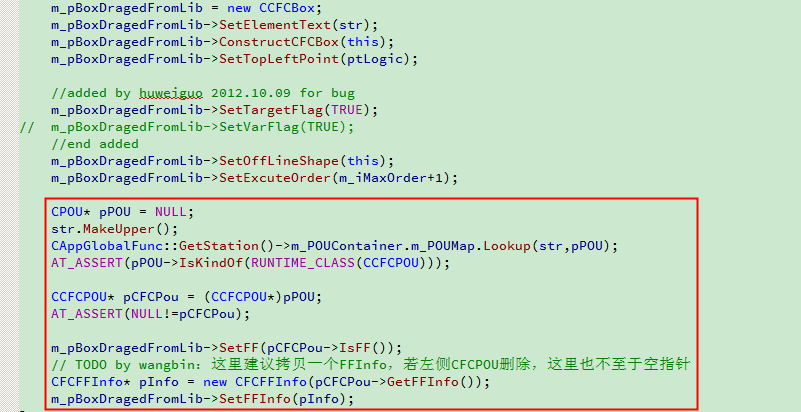 m_pBoxDragedFromLib = new CCFCBox;
m_pBoxDragedFromLib->SetElementText(str);
m_pBoxDragedFromLib->ConstructCFCBox(this);
m_pBoxDragedFromLib->SetTopLeftPoint(ptLogic);
//added by huweiguo 2012.10.09 for bug
m_pBoxDragedFromLib->SetTargetFlag(TRUE);
// m_pBoxDragedFromLib->SetVarFlag(TRUE);
//end added
m_pBoxDragedFromLib->SetOffLineShape(this);
m_pBoxDragedFromLib->SetExcuteOrder(m_iMaxOrder+1);
CPOU* pPOU = NULL;
str.MakeUpper();
CAppGlobalFunc::GetStation()->m_POUContainer.m_POUMap.Lookup(str,pPOU);
AT_ASSERT(pPOU->IsKindOf(RUNTIME_CLASS(CCFCPOU)));
CCFCPOU* pCFCPou = (CCFCPOU*)pPOU;
AT_ASSERT(NULL!=pCFCPou);
m_pBoxDragedFromLib->SetFF(pCFCPou->IsFF());
// TODO by wangbin: 这里建议拷贝一个FFInfo，若左侧CFCPOU删除，这里也不至于空指针
CFCFFInfo* pInfo = new CFCFFInfo(pCFCPou->GetFFInfo());
m_pBoxDragedFromLib->SetFFInfo(pInfo);